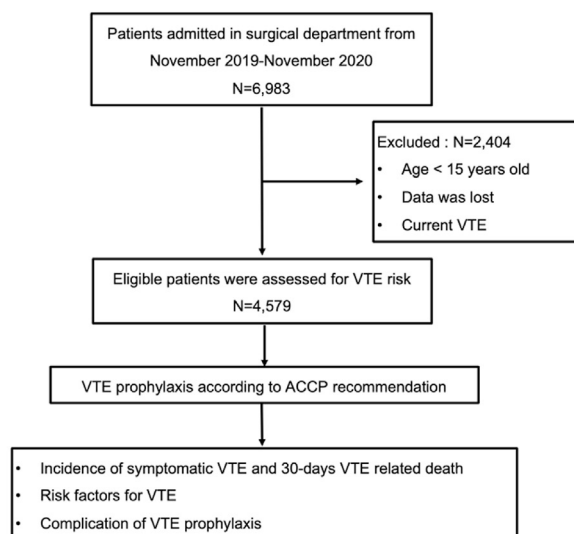 Patients admitted in surgical department from
November 2019-November 2020
N=6,983
Excluded : N=2,404
• Age < 15 years old
• Data was lost
• Current VTE
Eligible patients were assessed for VTE risk
N=4,579
VTE prophylaxis according to ACCP recommendation
• Incidence of symptomatic VTE and 30-days VTE related death
• Risk factors for VTE
• Complication of VTE prophylaxis